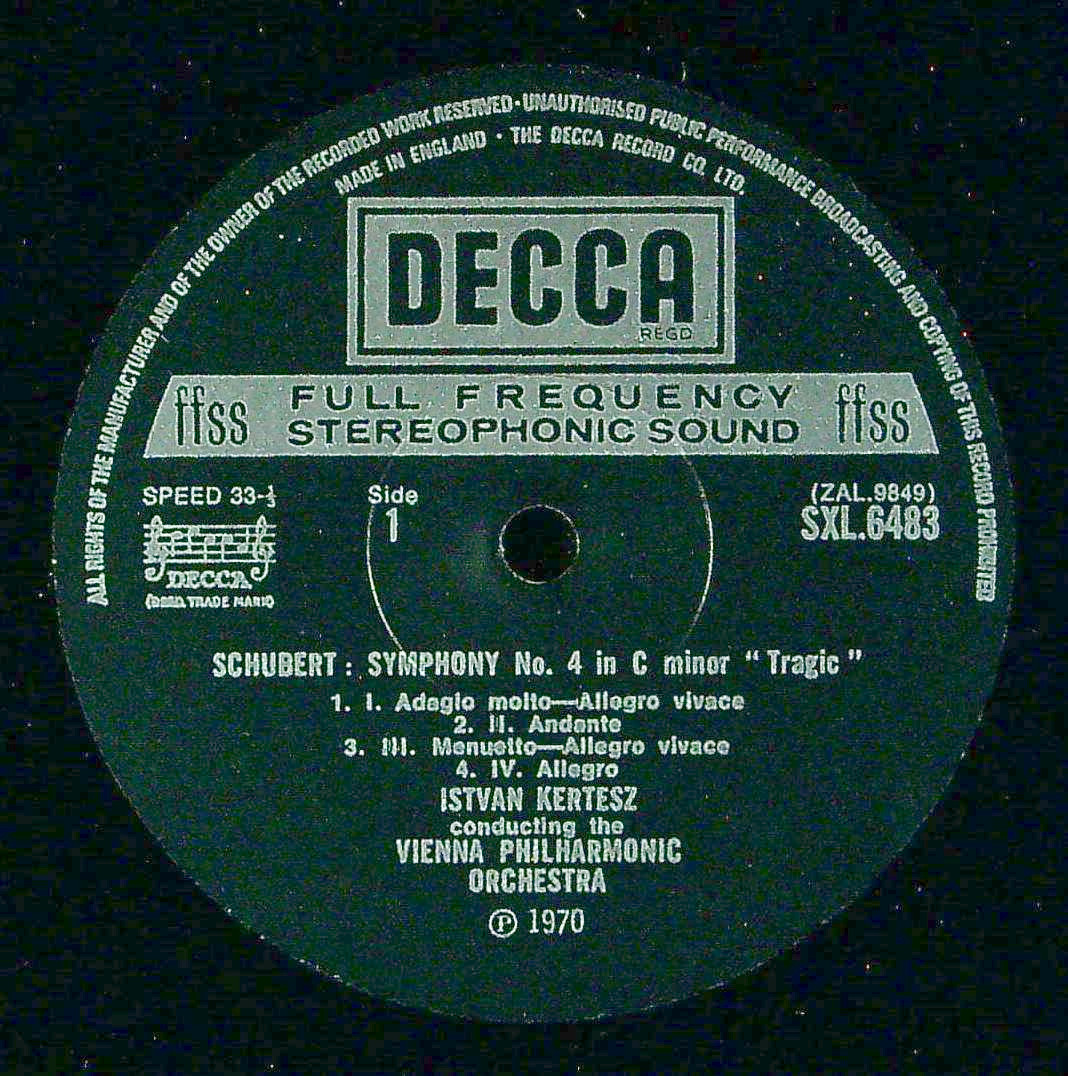 ALL RIGHTS OF THE MANUFACTURER AND OF THE OWNER OF THE RECORDED WORK RESERVED · UNAUTHORISED PUBLIC PERFORMANCE BROADCASTING AND COPYING OF THIS RECORD PROHIBITED
MADE IN ENGLAND · THE DECCA RECORD CO. LTD.
DECCA
REGD
ffss FULL FREQUENCY ffss
STEREOPHONIC SOUND
SPEED 33-⅓
Side
1
(ZAL.9849)
SXL.6483
DECCA
(REGD. TRADE MARK)
SCHUBERT: SYMPHONY No. 4 in C minor “Tragic”
1. I. Adagio molto—Allegro vivace
2. II. Andante
3. III. Menuetto—Allegro vivace
4. IV. Allegro
ISTVAN KERTESZ
conducting the
VIENNA PHILHARMONIC
ORCHESTRA
℗ 1970